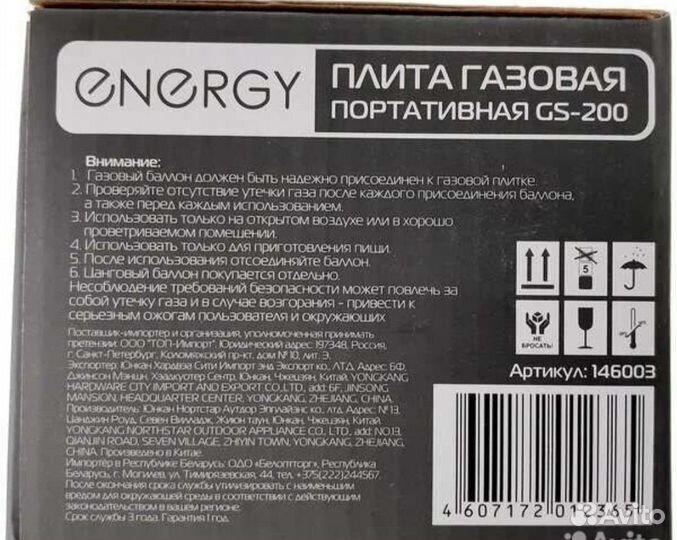 ENERGY
ПЛИТА ГАЗОВАЯ
ПОРТАТИВНАЯ GS-200
Внимание:
1. Газовый баллон должен быть надежно присоединен к газовой плитке.
2. Проверяйте отсутствие утечки газа после каждого присоединения баллона,
а также перед каждым использованием.
3. Использовать только на открытом воздухе или в хорошо
проветриваемом помещении.
4. Использовать только для приготовления пищи.
5. После использования отсоединяйте баллон.
6. Цанговый баллон покупается отдельно.
Несоблюдение требований безопасности может повлечь за
собой утечку газа и в случае возгорания - привести к
серьезным ожогам пользователя и окружающих
Поставщик-импортер и организация, уполномоченная принимать
претензии: ООО "ТОП-Импорт". Юридический адрес: 197348, Россия,
г. Санкт-Петербург, Коломяжский пр-кт, дом № 10, лит. Э.
Экспортер: Юнкан Хардвэа Сити Импорт энд Экспорт ко., ЛТД. Адрес: 6Ф,
Джинсон Мэншн, Хэдкуотер Сентр, Юнкан, Чжецзян, Китай. YONGKANG
HARDWARE CITY IMPORT AND EXPORT CO.,LTD., add: 6F, JINSONG
MANSION, HEADQUARTER CENTER, YONGKANG, ZHEJIANG, CHINA.
Производитель: Юнкан Нортстар Аутдор Эпплайэнс ко., лтд. Адрес: №13,
Цианджин Роуд, Севен Вилладж, Жиюн таун, Юнкан, Чжецзян, Китай.
YONGKANG NORTHSTAR OUTDOOR APPLIANCE CO., LTD., add: NO.13,
QIANJIN ROAD, SEVEN VILLAGE, ZHIYIN TOWN, YONGKANG, ZHEJIANG,
CHINA. Произведено в Китае.
Импортёр в Республике Беларусь: ОДО «Белоптторг», Республика
Беларусь, г. Могилев, ул. Тимирязевская, 44, тел. +375(222)244567.
После окончания срока службы утилизировать с наименьшим
вредом для окружающей среды в соответствии с действующим
законодательством в вашем регионе.
Срок службы 3 года. Гарантия 1 год.
5
НЕ
БРОСАТЬ!
Артикул: 146003
4 607172 012365
Avito